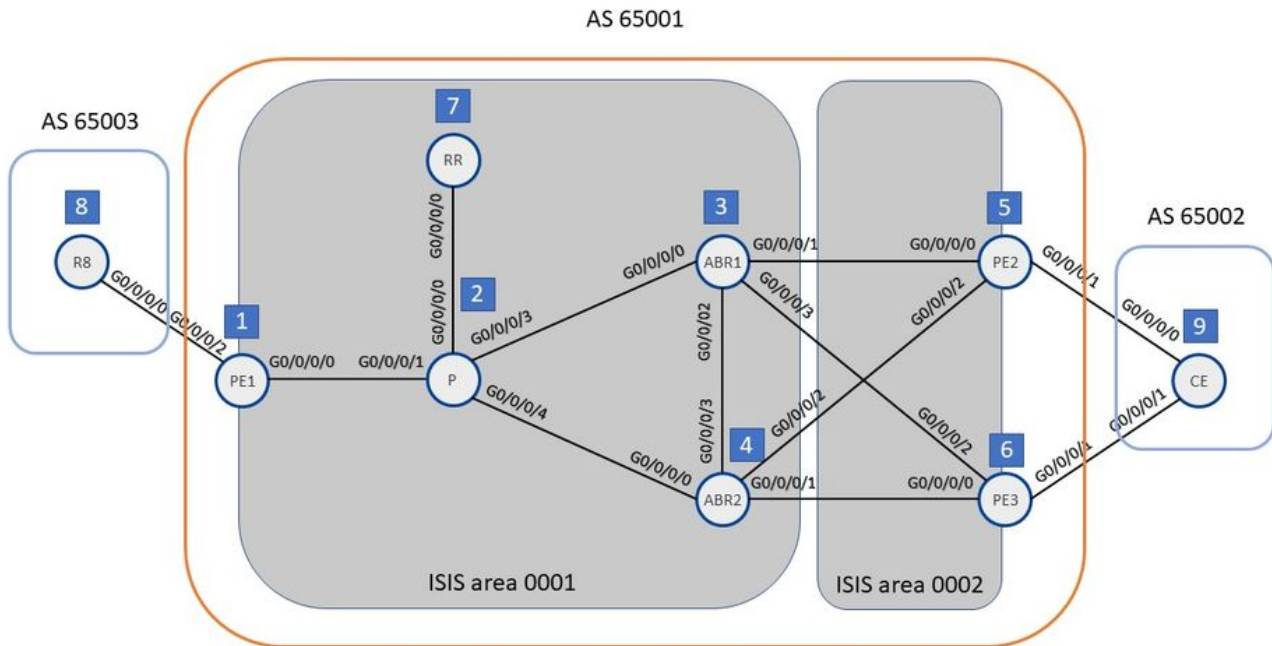 AS 65001
AS 65003
AS 65002
7
RR
G0/0/0/0
G0/0/0/0
8
R8
G0/0/0/0
G0/0/0/2
1
PE1
G0/0/0/0
G0/0/0/1
2
P
G0/0/0/3
G0/0/0/4
G0/0/0/0
3
ABR1
G0/0/0/1
G0/0/0/3
G0/0/02
G0/0/0/3
4
ABR2
G0/0/0/0
G0/0/0/2
G0/0/0/1
5
PE2
G0/0/0/0
G0/0/0/2
G0/0/0/1
6
PE3
G0/0/0/2
G0/0/0/0
G0/0/0/1
9
CE
G0/0/0/0
G0/0/0/1
ISIS area 0001
ISIS area 0002